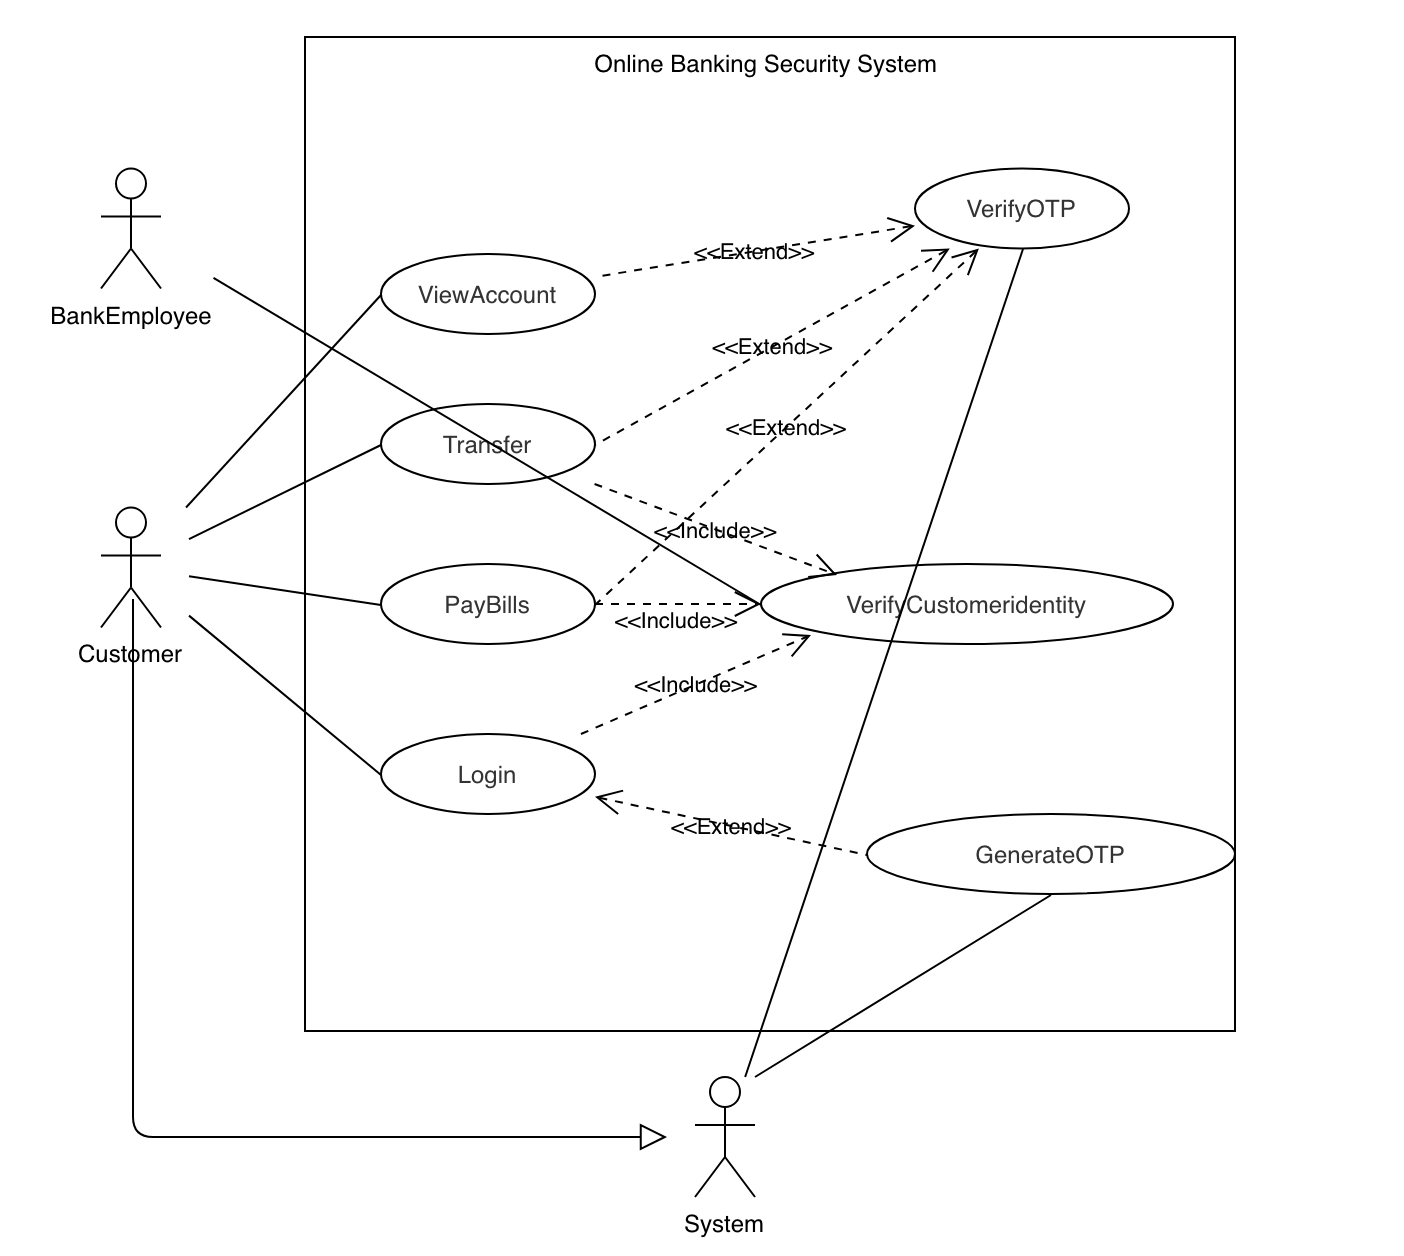 Online Banking Security System
VerifyOTP
<<Extend>>
ViewAccount
BankEmployee
<<Extend>>
<<Extend>>
Transfer
<<Include>>
PayBills
VerifyCustomeridentity
<<Include>>
Customer
<<Include>>
Login
<<Extend>>
GenerateOTP
System